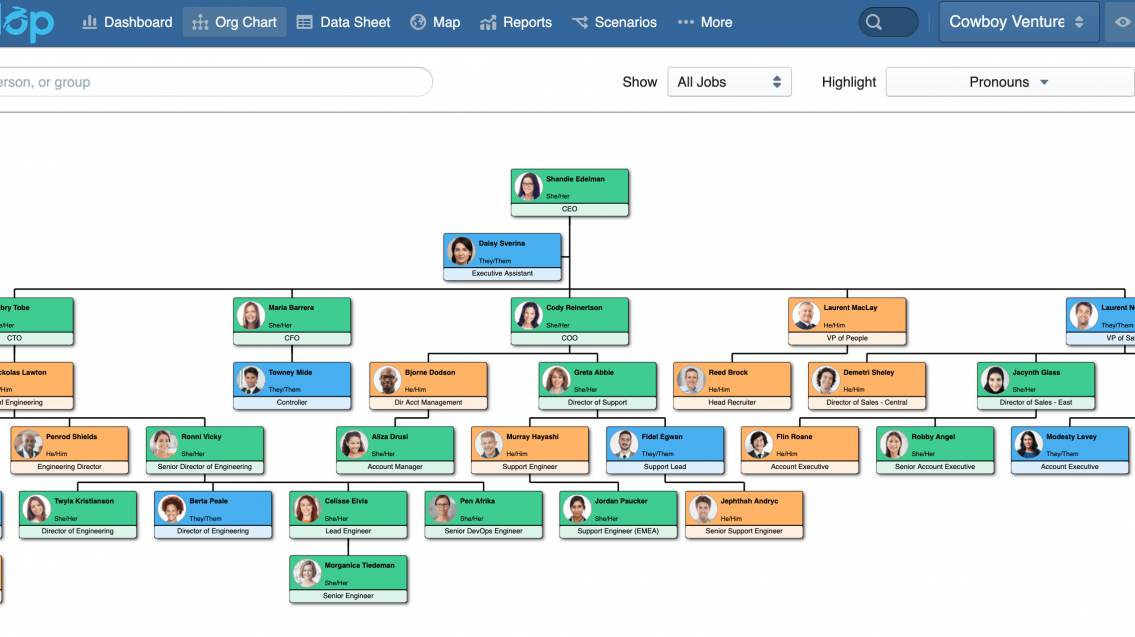 Dashboard
Org Chart
Data Sheet
Map
Reports
Scenarios
More
Cowboy Venture
erson, or group
Show
All Jobs
Highlight
Pronouns
Shandie Edelman
She/Her
CEO
Daisy Sverina
They/Them
Executive Assistant
bry Tobe
e/Her
CTO
Maria Barrera
She/Her
CFO
Cody Reinertson
She/Her
COO
Laurent MacLay
He/Him
VP of People
Laurent N
They/Them
VP of Sa
ckolas Lawton
/Him
of Engineering
Towney Mide
They/Them
Controller
Bjorne Dodson
He/Him
Dir Acct Management
Greta Abbie
She/Her
Director of Support
Reed Brock
He/Him
Head Recruiter
Demetri Sheley
He/Him
Director of Sales - Central
Jacynth Glass
She/Her
Director of Sales - East
Penrod Shields
He/Him
Engineering Director
Ronni Vicky
She/Her
Senior Director of Engineering
Aliza Drusi
She/Her
Account Manager
Murray Hayashi
He/Him
Support Engineer
Fidel Egwan
They/Them
Support Lead
Flin Roane
He/Him
Account Executive
Robby Angel
She/Her
Senior Account Executive
Modesty Levey
They/Them
Account Executive
Twyla Kristianson
She/Her
Director of Engineering
Berta Peale
They/Them
Director of Engineering
Celisse Elvis
She/Her
Lead Engineer
Pen Afrika
She/Her
Senior DevOps Engineer
Jordan Paucker
She/Her
Support Engineer (EMEA)
Jephthah Andryc
He/Him
Senior Support Engineer
Morganica Tiedeman
She/Her
Senior Engineer